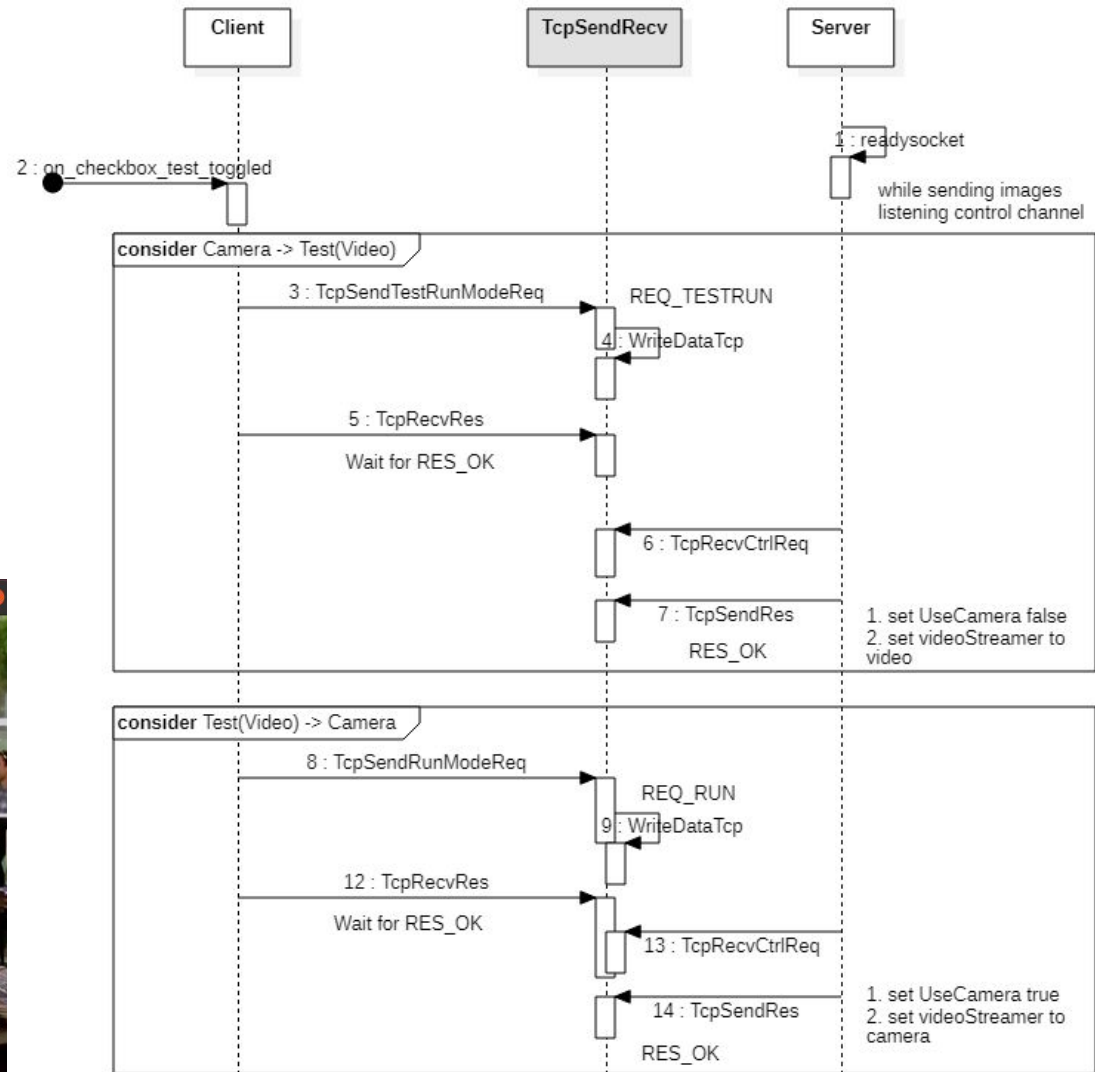 Client
TcpSendRecv
Server
1 : readysocket
2 : on_checkbox_test_toggled
while sending images
listening control channel
consider Camera -> Test(Video)
3 : TcpSendTestRunModeReq
REQ_TESTRUN
4 : WriteDataTcp
5 : TcpRecvRes
Wait for RES_OK
6 : TcpRecvCtrlReq
7 : TcpSendRes
RES_OK
1. set UseCamera false
2. set videoStreamer to
video
consider Test(Video) -> Camera
8 : TcpSendRunModeReq
REQ_RUN
9 : WriteDataTcp
12 : TcpRecvRes
Wait for RES_OK
13 : TcpRecvCtrlReq
14 : TcpSendRes
RES_OK
1. set UseCamera true
2. set videoStreamer to
camera